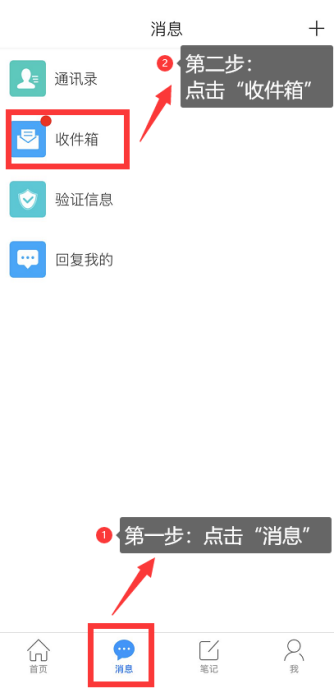 消息
通讯录
2
第二步：
点击“收件箱”
收件箱
验证信息
回复我的
1
第一步：点击“消息”
首页
消息
笔记
我